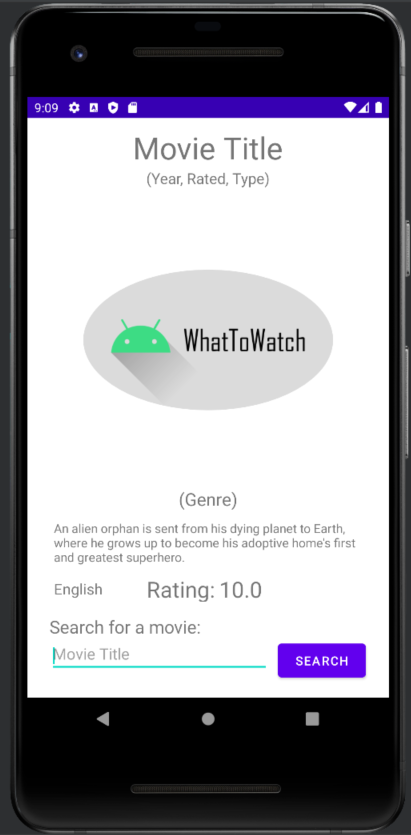 9:09
Movie Title
(Year, Rated, Type)
WhatToWatch
(Genre)
An alien orphan is sent from his dying planet to Earth,
where he grows up to become his adoptive home's first
and greatest superhero.
English Rating: 10.0
Search for a movie:
Movie Title SEARCH